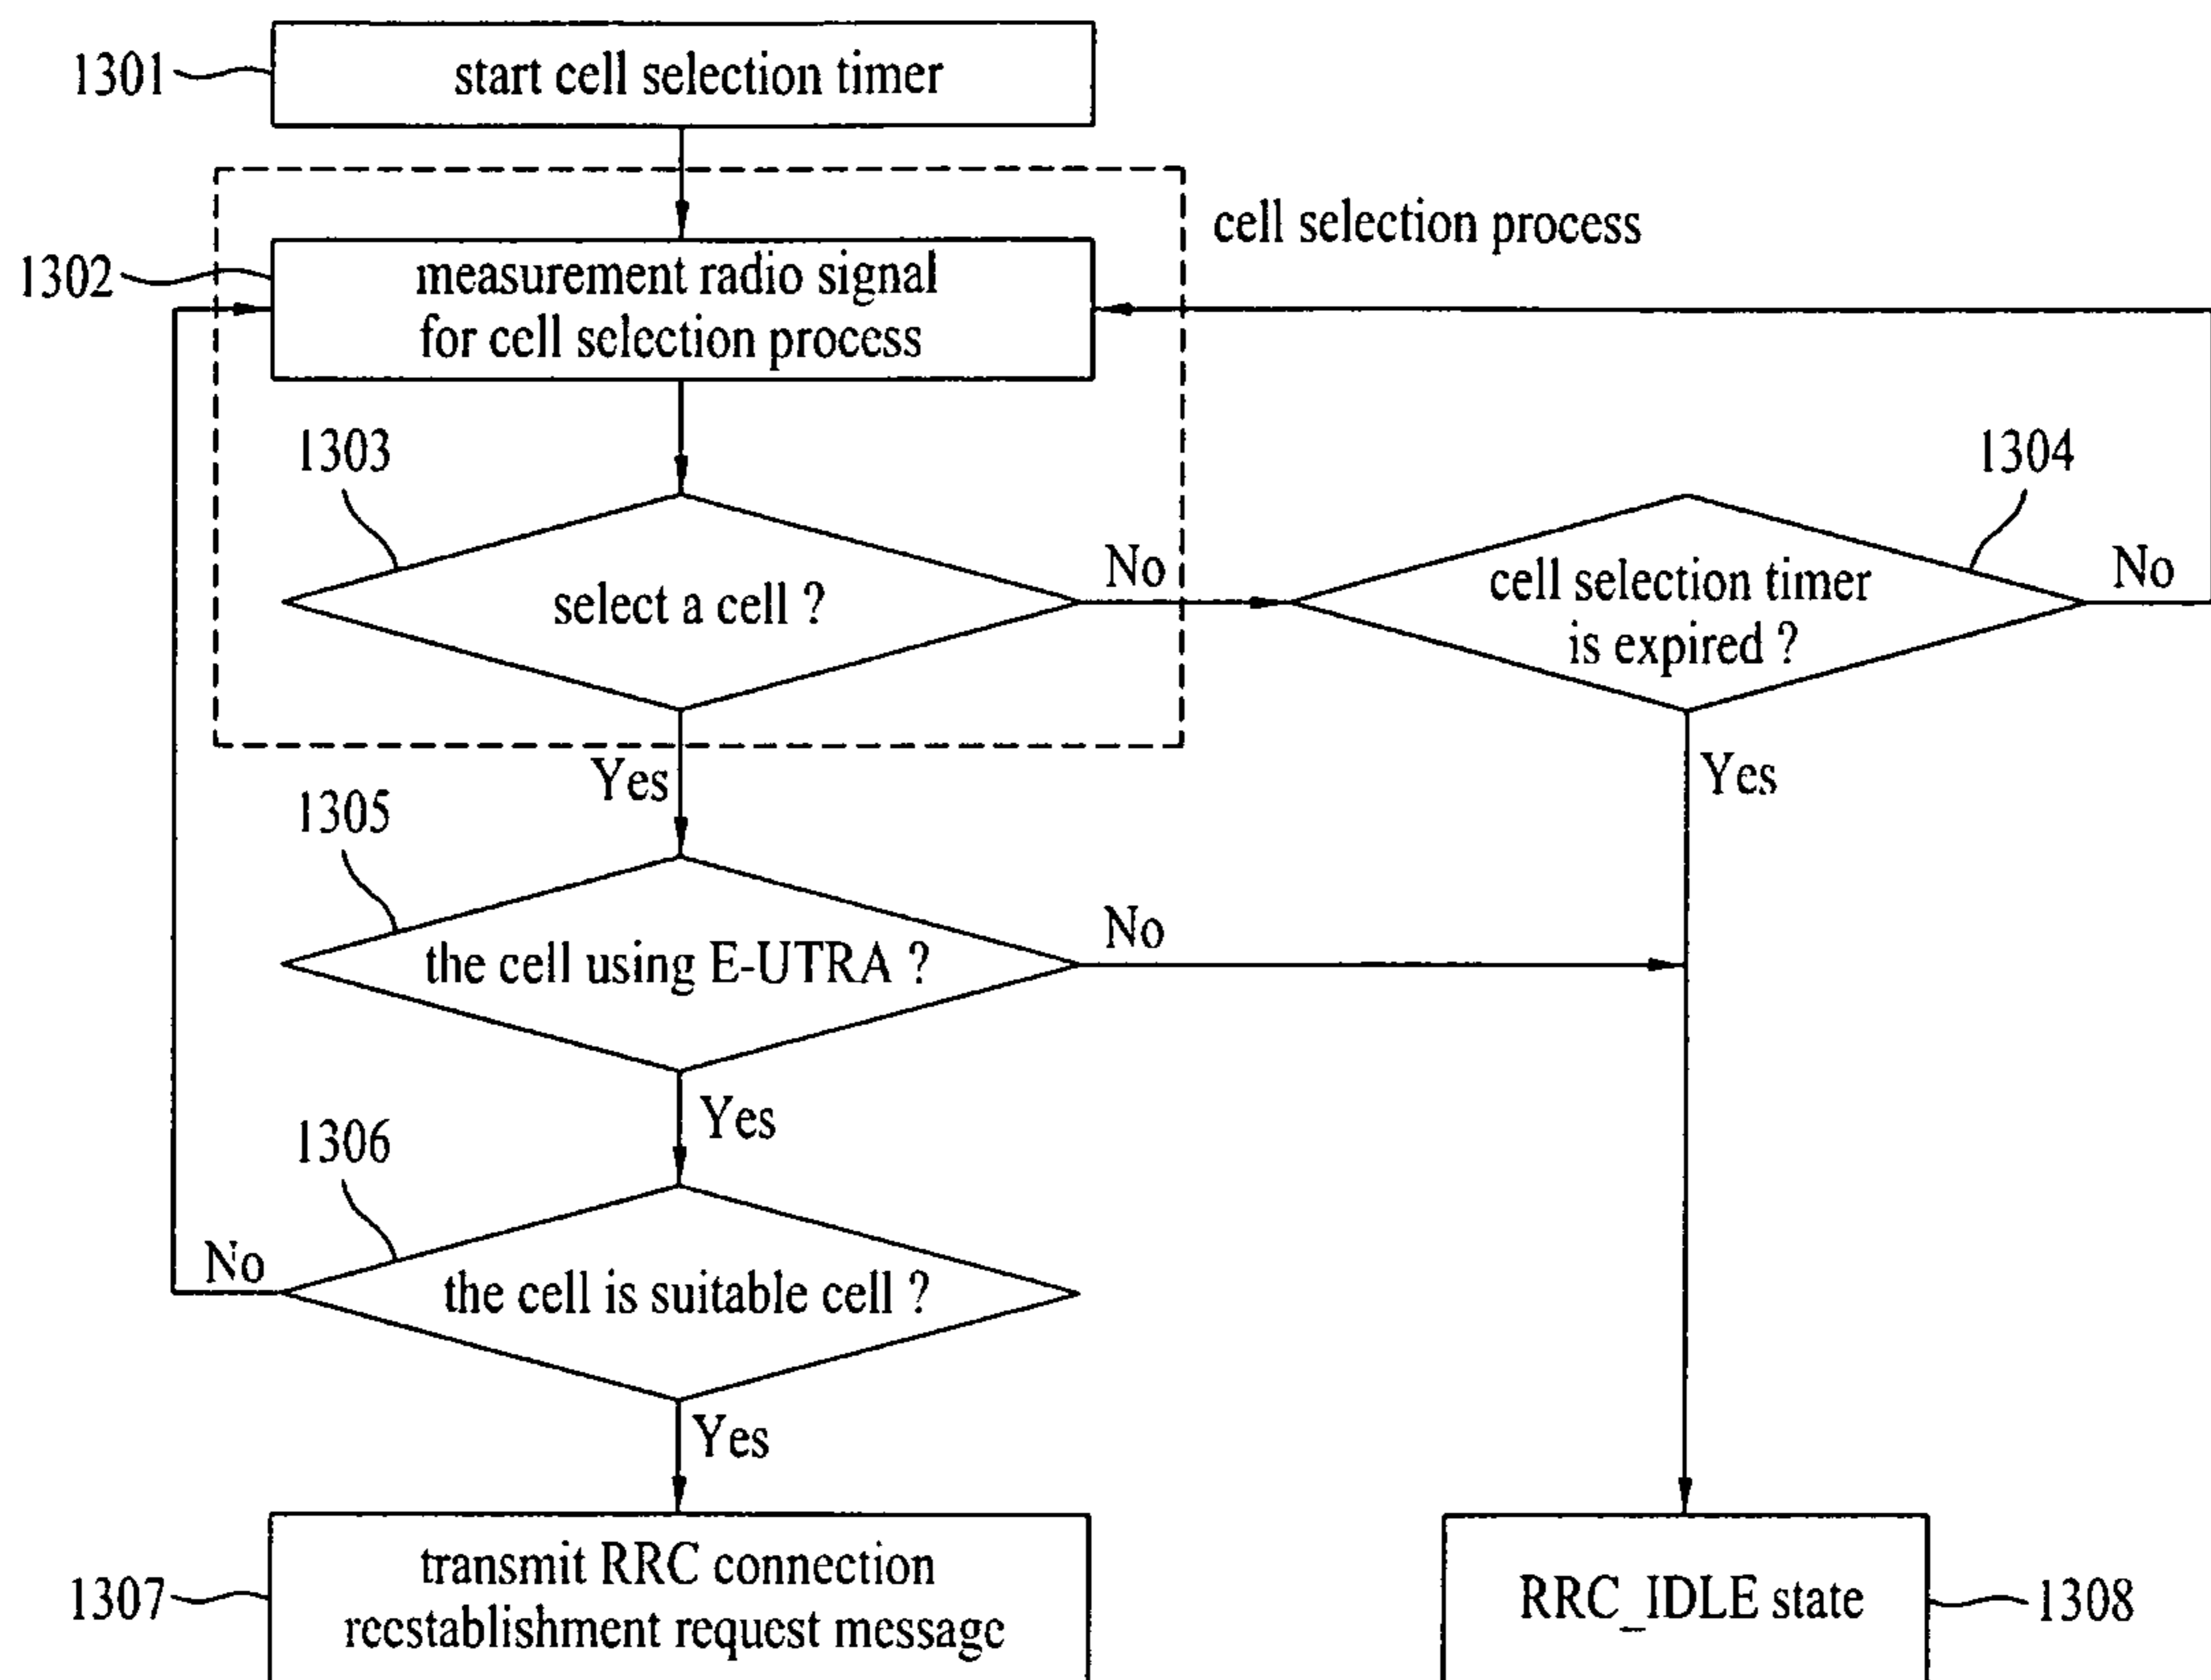 1301
start cell selection timer
cell selection process
1302
measurement radio signal
for cell selection process
1303
1304
select a cell ?
No
cell selection timer
is expired ?
No
Yes
Yes
1305
the cell using E-UTRA ?
No
Yes
1306
the cell is suitable cell ?
No
Yes
1307
transmit RRC connection
reestablishment request message
RRC_IDLE state
1308